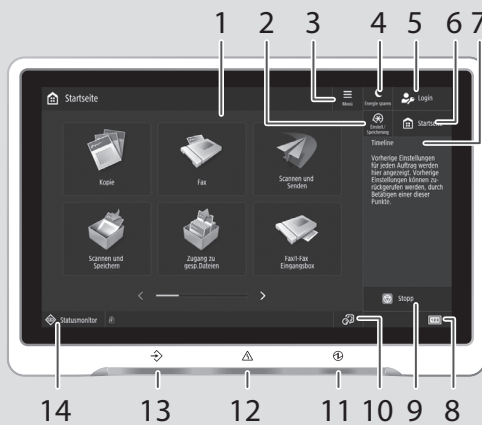 1 2 3 4 5 6 7
Startseite
Menü
Energie sparen
Login
Einstell./
Speicherung
Startseite
Timeline
Vorherige Einstellungen
für jeden Auftrag werden
hier angezeigt. Vorherige
Einstellungen können zu-
rückgerufen werden, durch
Betätigen einer dieser
Punkte.
Kopie
Fax
Scannen und
Senden
Scannen und
Speichern
Zugang zu
gesp.Dateien
Fax/I-Fax
Eingangsbox
Stopp
Statusmonitor
14 13 12 11 10 9 8